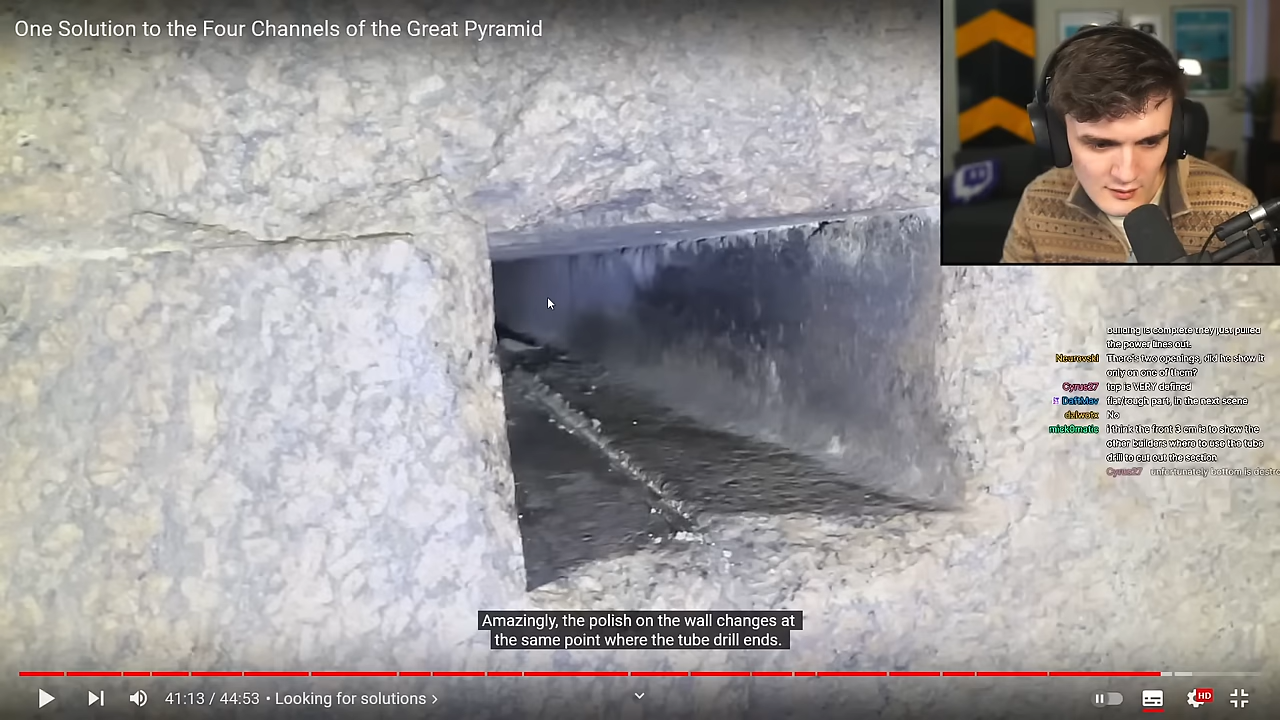 One Solution to the Four Channels of the Great Pyramid
building is complete they just pulled
the power lines out.
Neurovski There's two openings, did he show it
only on one of them?
Cyrus27 top is VERY defined
DaftMav flat/rough part, in the next scene
dziwotx No
mick0matic i think the front 3 cm is to show the
other builders where to use the tube
drill to cut out the section
Cyrus27 unfortunately bottom is
Amazingly, the polish on the wall changes at
the same point where the tube drill ends.
41:13 / 44:53 • Looking for solutions
HD